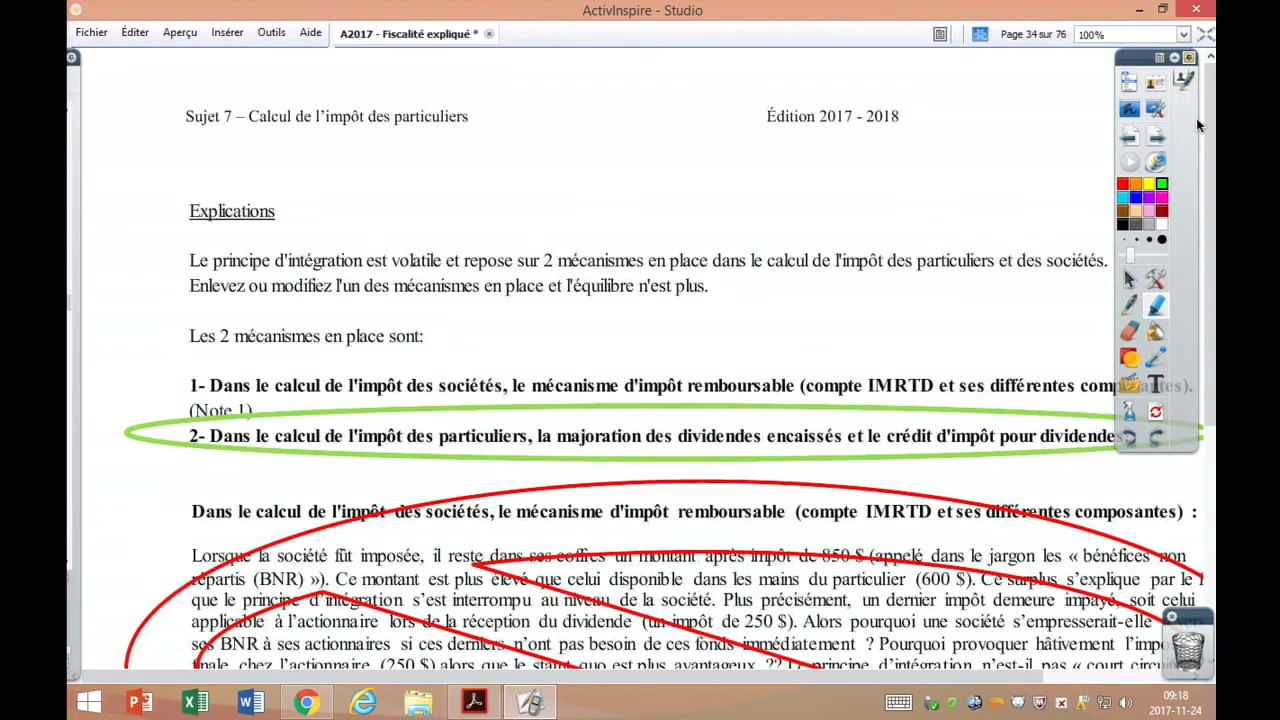 ActivInspire - Studio
Fichier Éditer Aperçu Insérer Outils Aide A2017 - Fiscalité expliqué * Page 34 sur 76 100%
Sujet 7 – Calcul de l’impôt des particuliers Édition 2017 - 2018
Explications
Le principe d'intégration est volatile et repose sur 2 mécanismes en place dans le calcul de l'impôt des particuliers et des sociétés.
Enlevez ou modifiez l'un des mécanismes en place et l'équilibre n'est plus.
Les 2 mécanismes en place sont:
1- Dans le calcul de l'impôt des sociétés, le mécanisme d'impôt remboursable (compte IMRTD et ses différentes composantes).
(Note 1)
2- Dans le calcul de l'impôt des particuliers, la majoration des dividendes encaissés et le crédit d'impôt pour dividendes
Dans le calcul de l'impôt des sociétés, le mécanisme d'impôt remboursable (compte IMRTD et ses différentes composantes) :
Lorsque la société fût imposée, il reste dans ses coffres un montant après impôt de 850 $ (appelé dans le jargon les « bénéfices non
répartis (BNR) »). Ce montant est plus élevé que celui disponible dans les mains du particulier (600 $). Ce surplus s’explique par le
que le principe d’intégration s’est interrompu au niveau de la société. Plus précisément, un dernier impôt demeure impayé, soit celui
applicable à l’actionnaire lors de la réception du dividende (un impôt de 250 $). Alors pourquoi une société s’empresserait-elle
ses BNR à ses actionnaires si ces derniers n’ont pas besoin de ces fonds immédiatement ? Pourquoi provoquer hâtivement
finale chez l’actionnaire (250 $) alors que le statu quo est plus avantageux ?? Le principe d’intégration n’est-il pas « court
09:18
2017-11-24